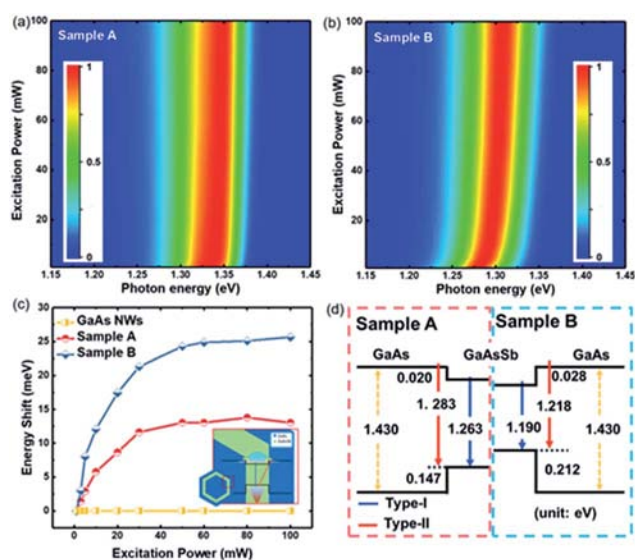 (a)
Sample A
Excitation Power (mW)
100
80
60
40
20
1
0.5
0
1.15
1.20
1.25
1.30
1.35
1.40
1.45
Photon energy (eV)
(b)
Sample B
Excitation Power (mW)
100
80
60
40
20
1
0.5
0
1.15
1.20
1.25
1.30
1.35
1.40
1.45
Photon energy (eV)
(c)
GaAs NWs
Sample A
Sample B
Energy Shift (meV)
30
25
20
15
10
5
0
0
20
40
60
80
100
Excitation Power (mW)
(d)
Sample A
Sample B
GaAs
GaAsSb
GaAs
0.020
0.028
1. 283
1.218
1.430
1.263
1.190
1.430
0.147
0.212
Type-I
Type-II
(unit: eV)